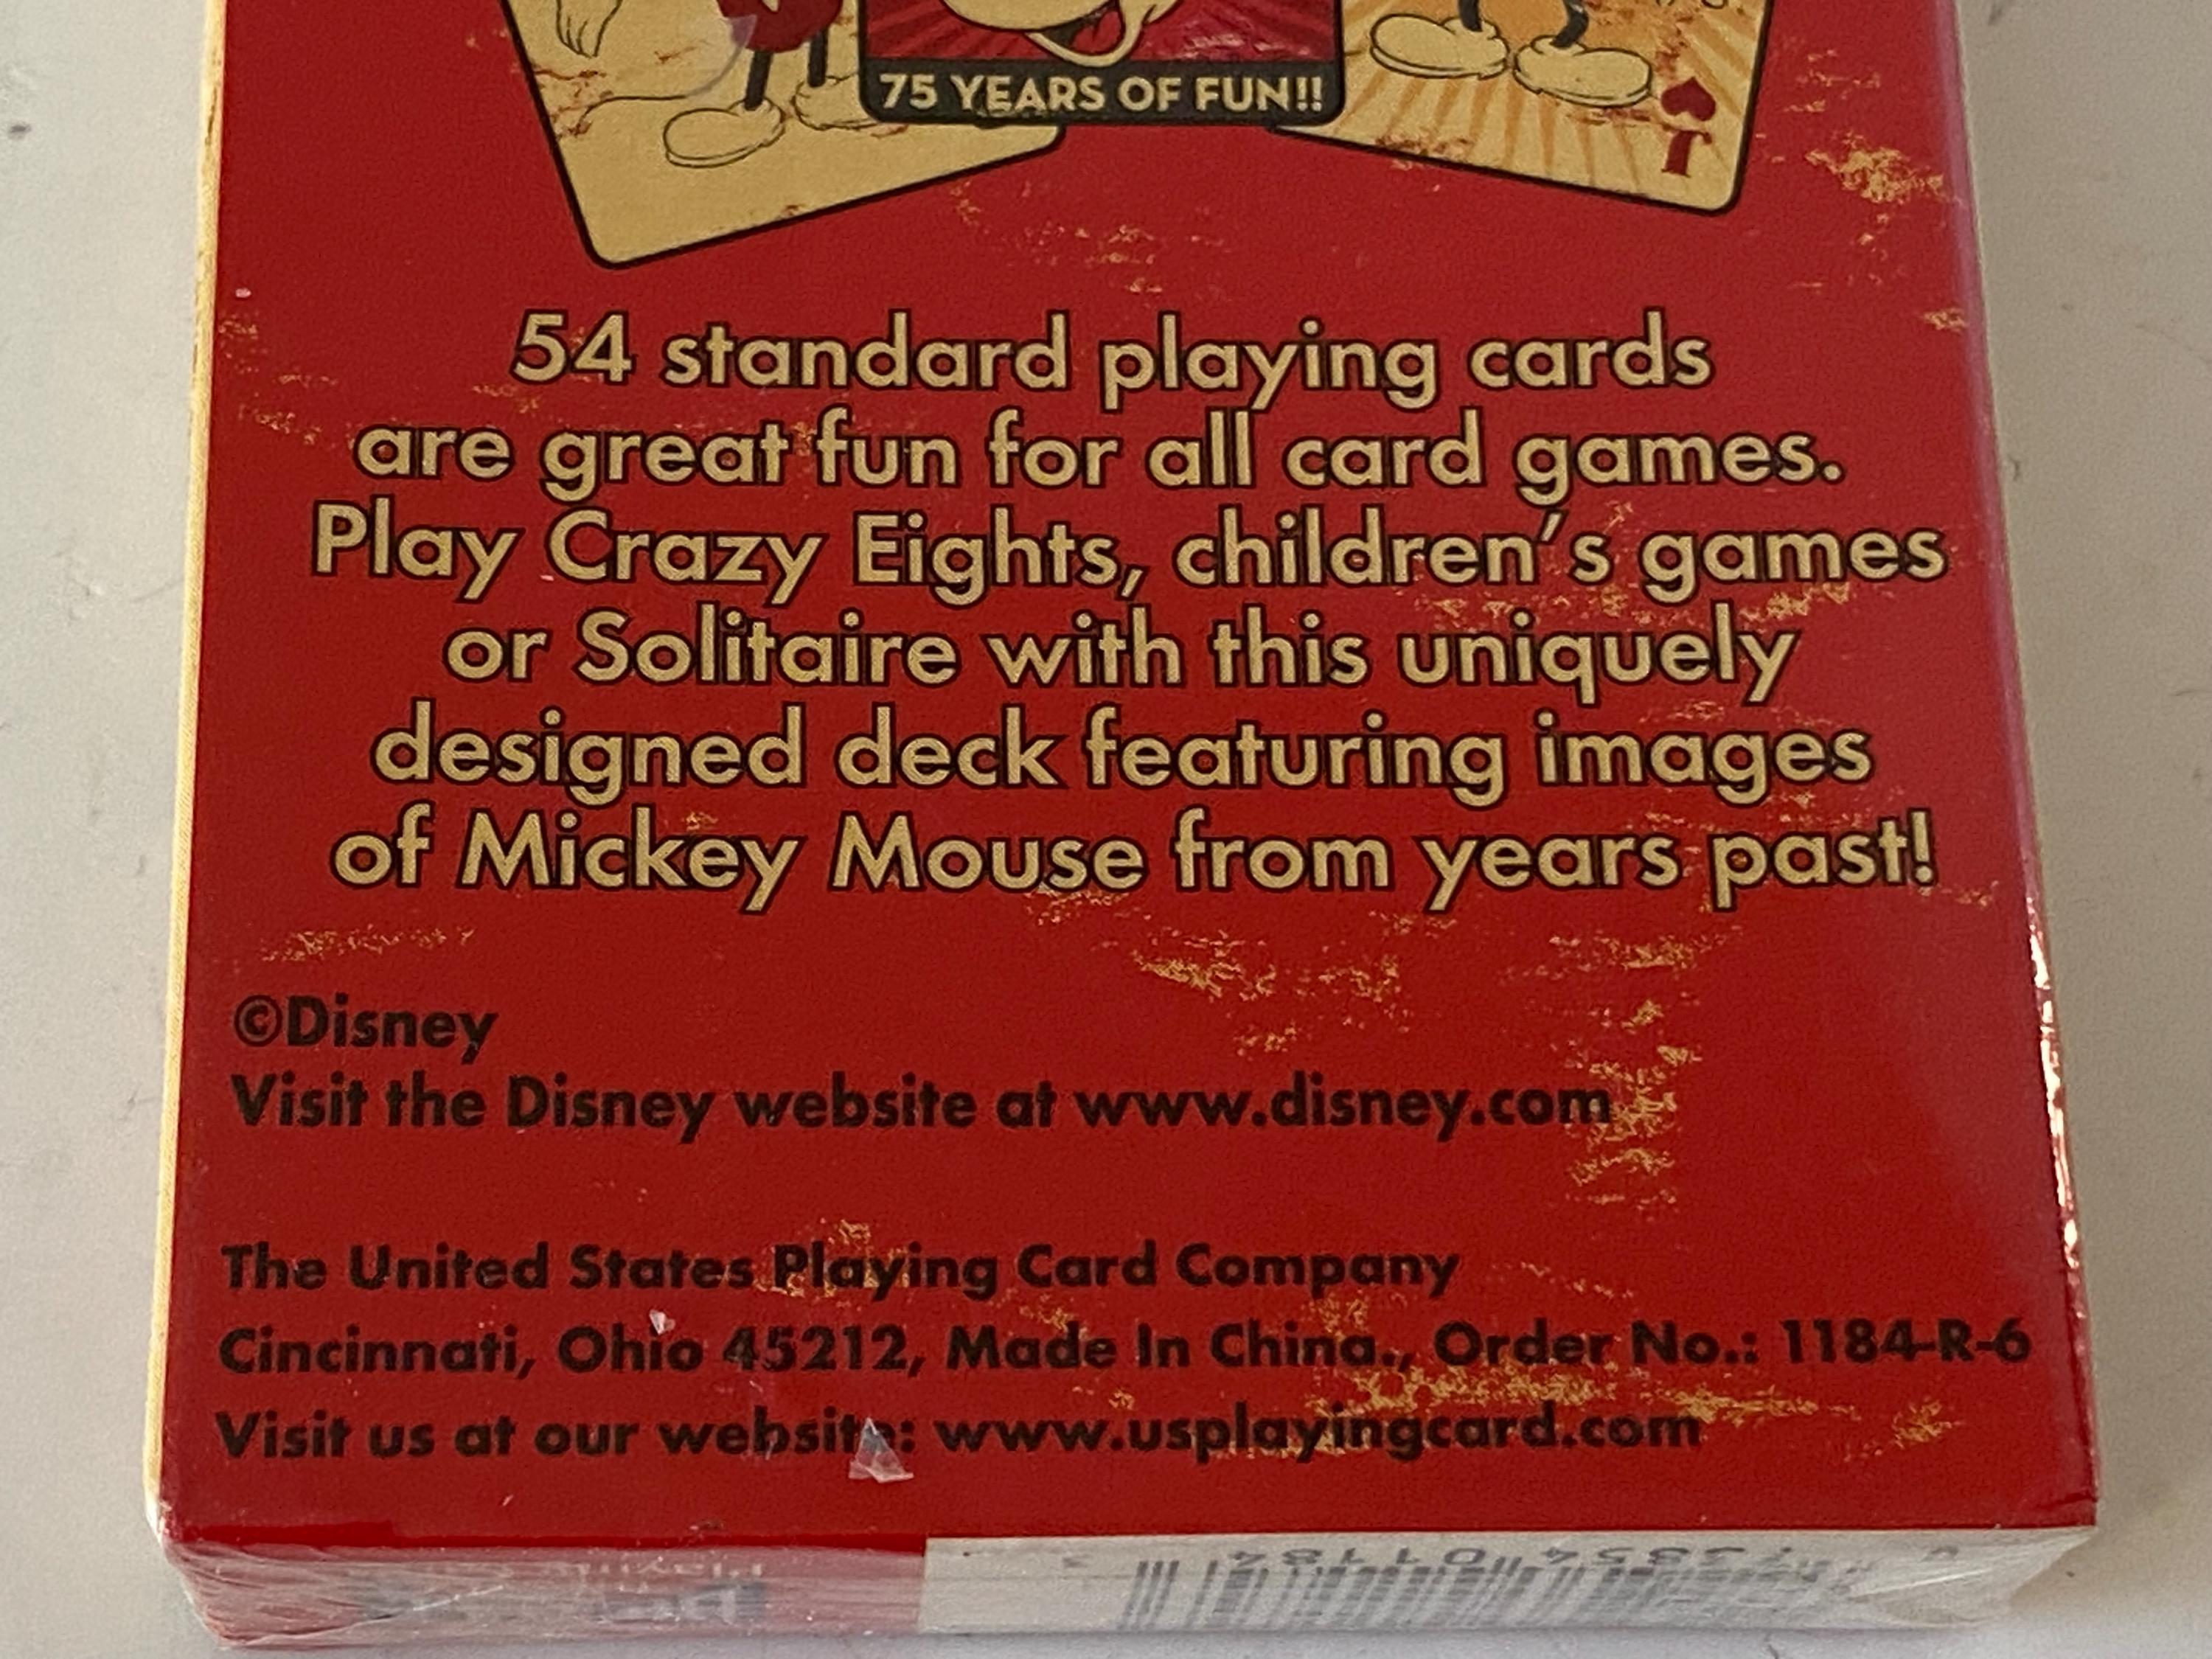 75 YEARS OF FUN!!
J
54 standard playing cards
are great fun for all card games.
Play Crazy Eights, children's games
or Solitaire with this uniquely
designed deck featuring images
of Mickey Mouse from years past!
©Disney
Visit the Disney website at www.disney.com
The United States Playing Card Company
Cincinnati, Ohio 45212, Made In China., Order No.: 1184-R-6
Visit us at our website: www.usplayingcard.com